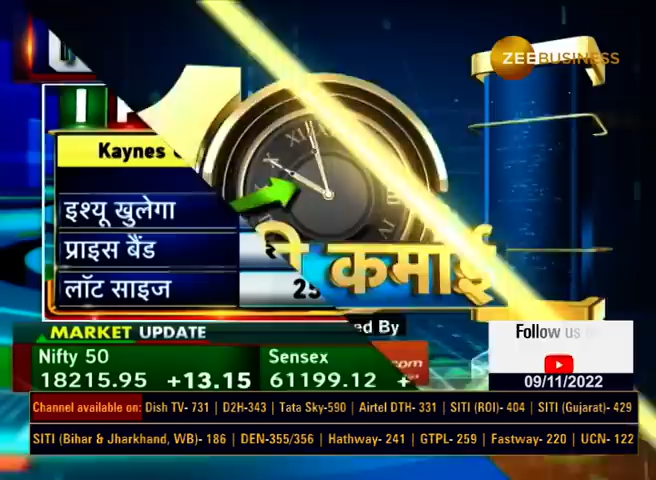 ZEEBUSINESS
Kaynes
इश्यू खुलेगा
प्राइस बैंड
लॉट साइज
25
की कमाई
MARKET UPDATE
ed By
Follow us
Nifty 50
18215.95 +13.15
Sensex
61199.12 +
.com
09/11/2022
Channel available on: Dish TV- 731 | D2H-343 | Tata Sky-590 | Airtel DTH- 331 | SITI (ROI)- 404 | SITI (Gujarat)- 429
SITI (Bihar & Jharkhand, WB)- 186 | DEN-355/356 | Hathway- 241 | GTPL- 259 | Fastway- 220 | UCN- 122